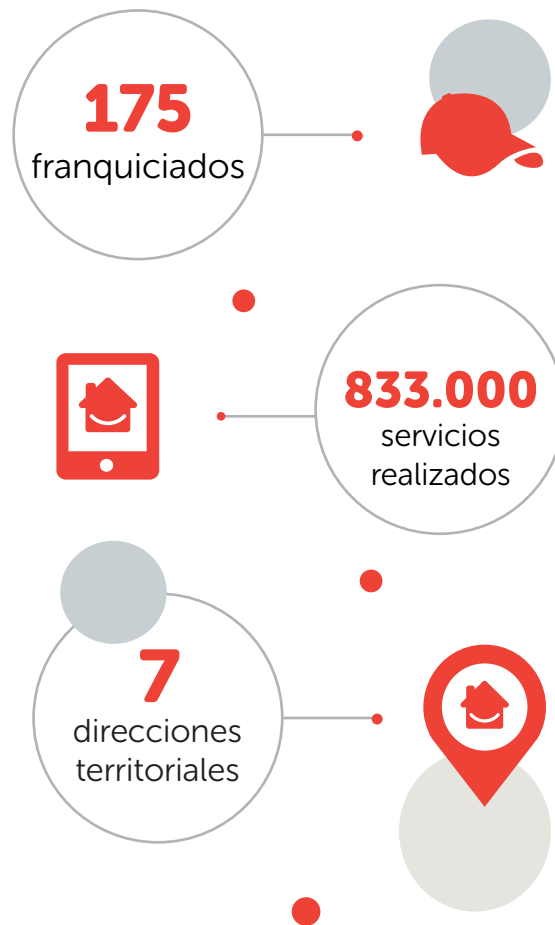 175
franquiciados
833.000
servicios
realizados
7
direcciones
territoriales